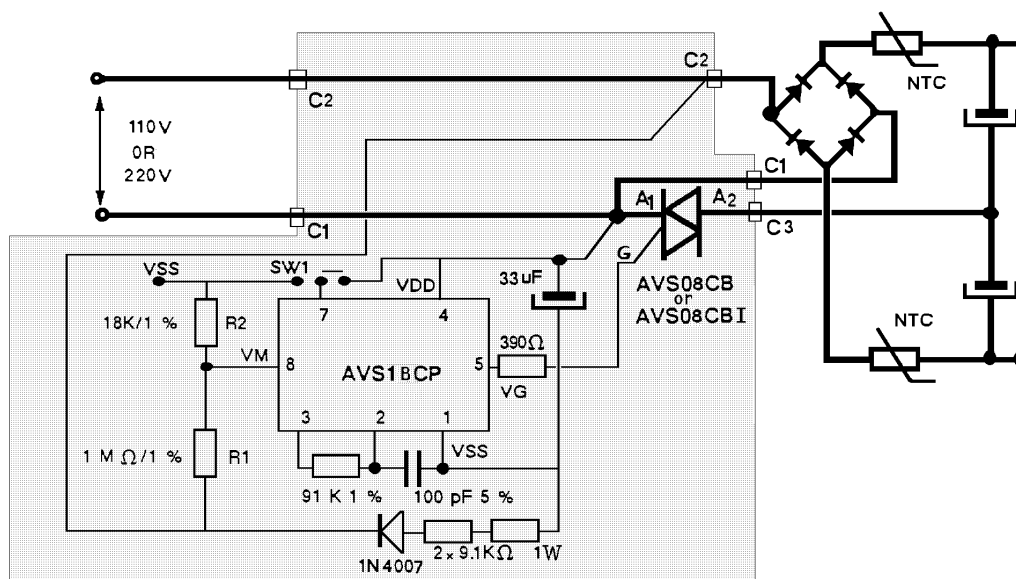 C2
C2
NTC
110V
OR
220V
C1
C1
A1
A2
C3
VSS
SW1
G
33uF
VDD
AVS08CB
or
AVS08CBI
7
4
18K/1 %
R2
390Ω
NTC
VM
8
AVS1BCP
5
VG
3
2
1
VSS
1 MΩ/1 %
R1
91 K 1 %
100 pF 5 %
2 x 9.1KΩ
1W
1N4007